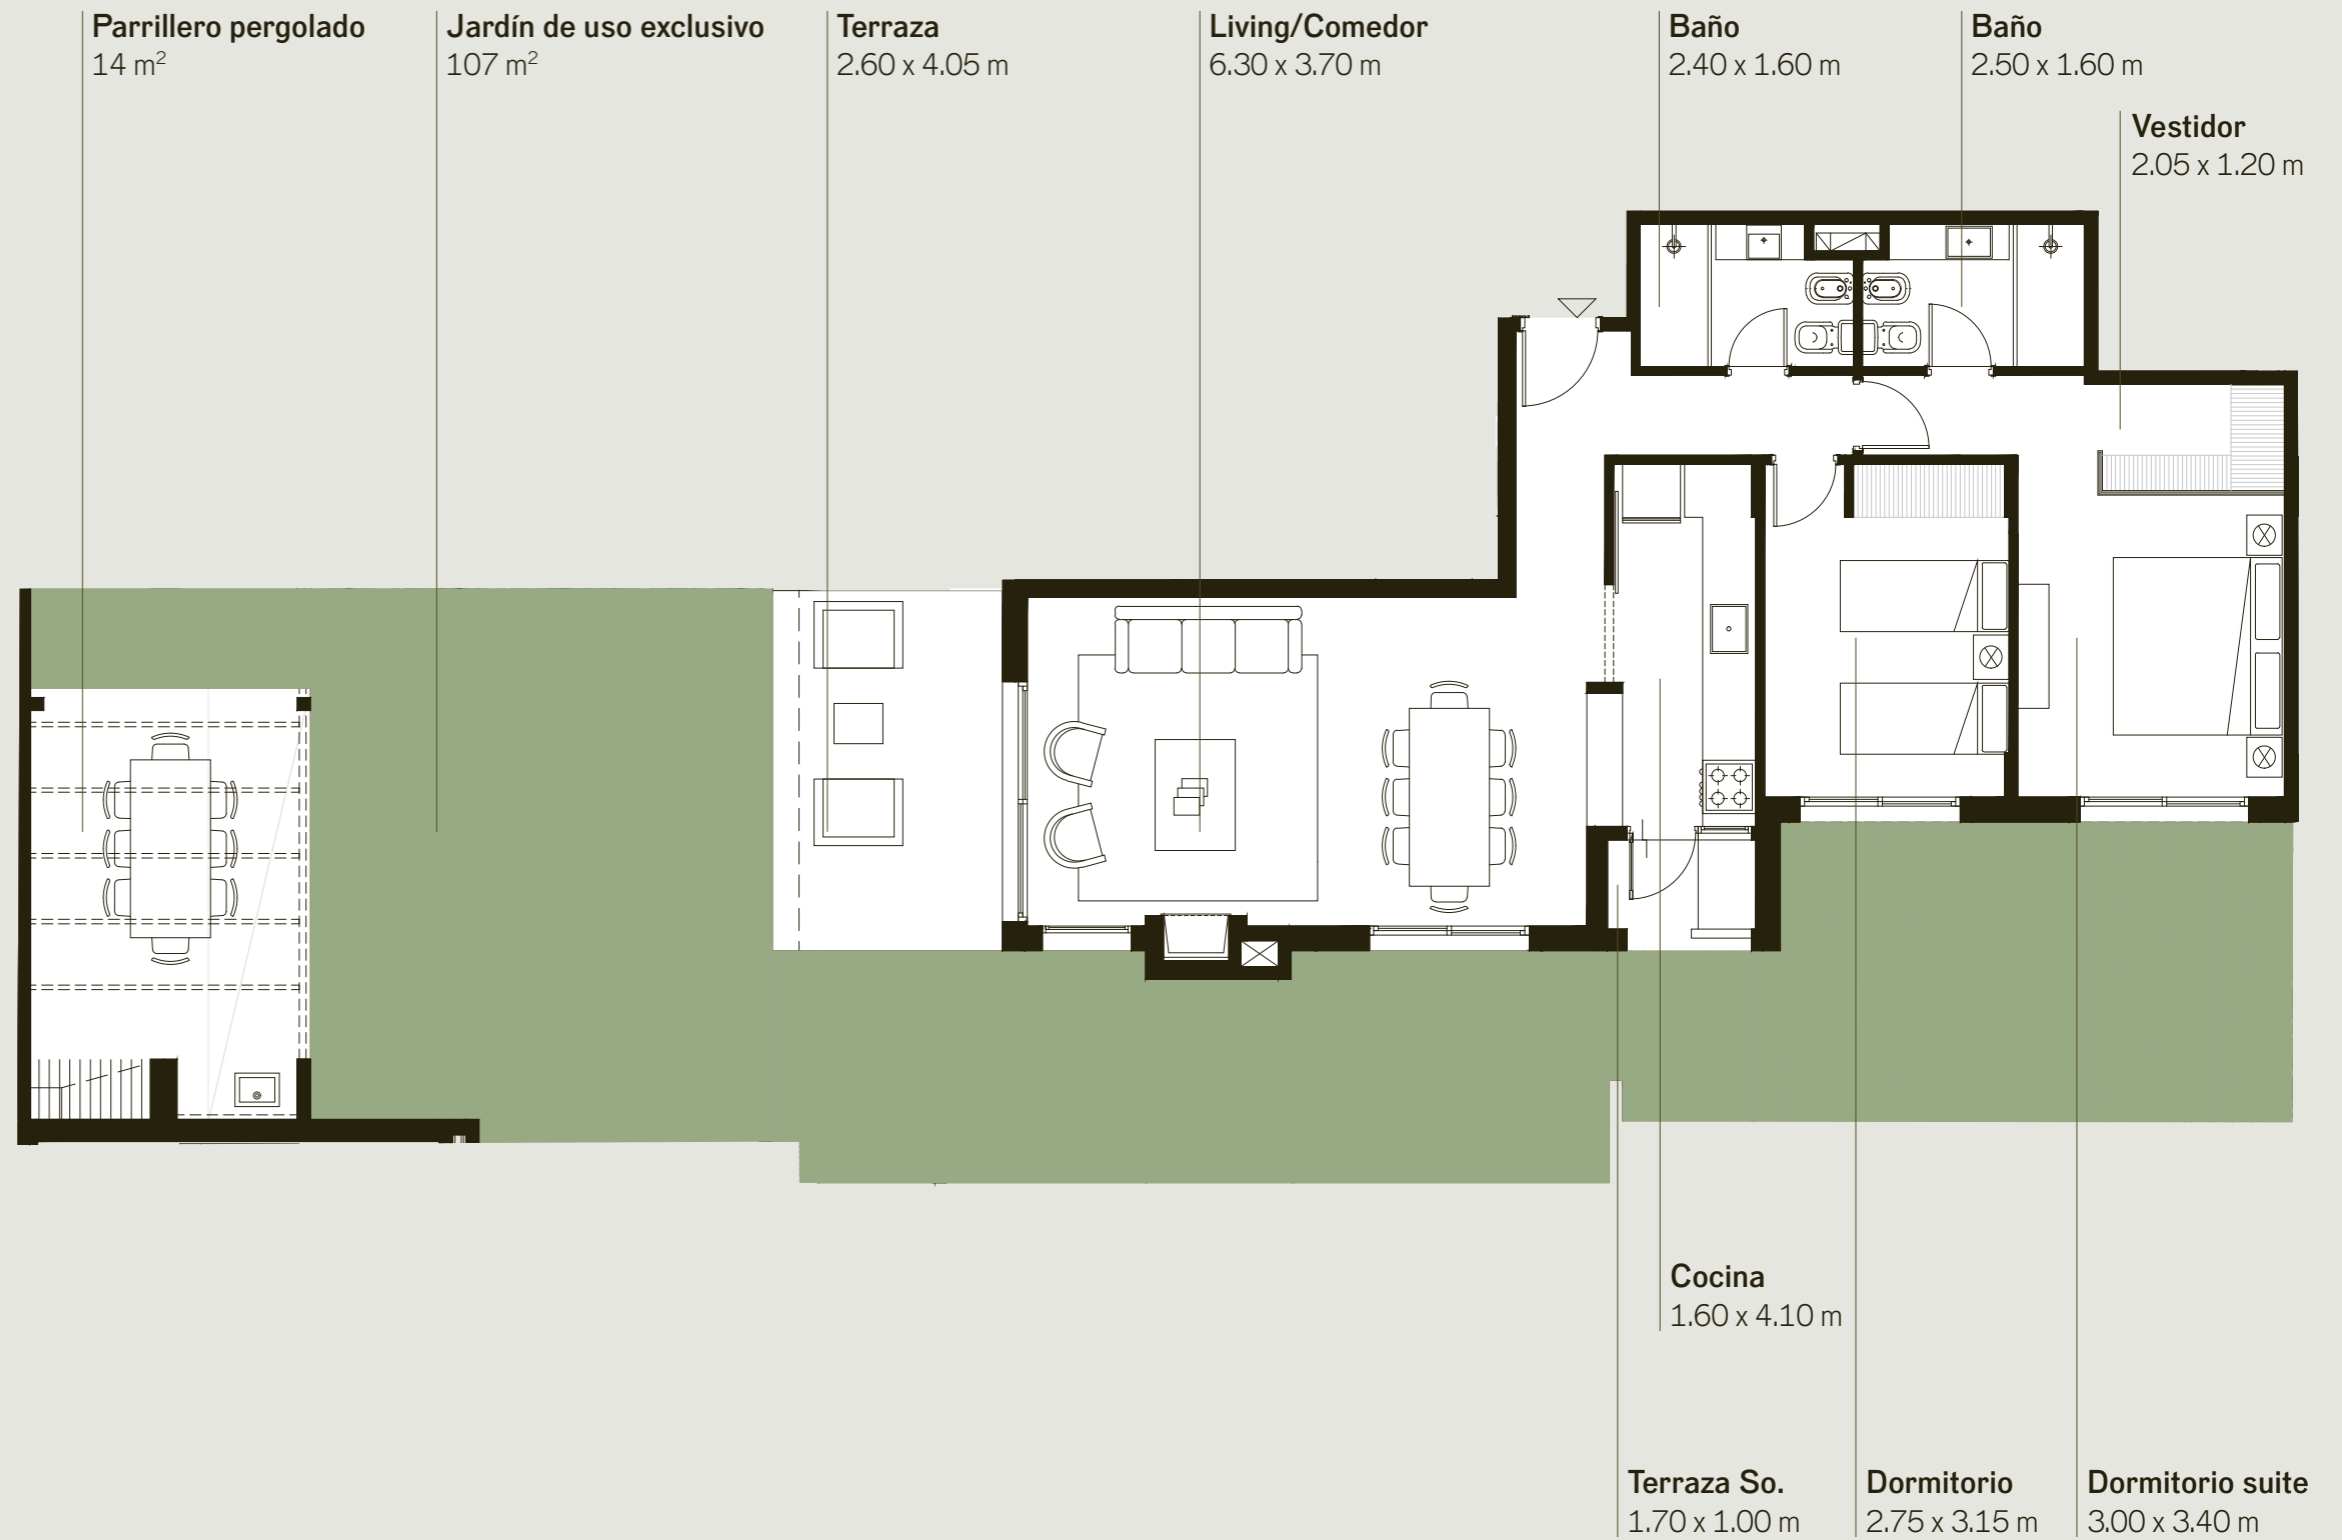 Parrillero pergolado
14 m²
Jardín de uso exclusivo
107 m²
Terraza
2.60 x 4.05 m
Living/Comedor
6.30 x 3.70 m
Baño
2.40 x 1.60 m
Baño
2.50 x 1.60 m
Vestidor
2.05 x 1.20 m
Cocina
1.60 x 4.10 m
Terraza So.
1.70 x 1.00 m
Dormitorio
2.75 x 3.15 m
Dormitorio suite
3.00 x 3.40 m